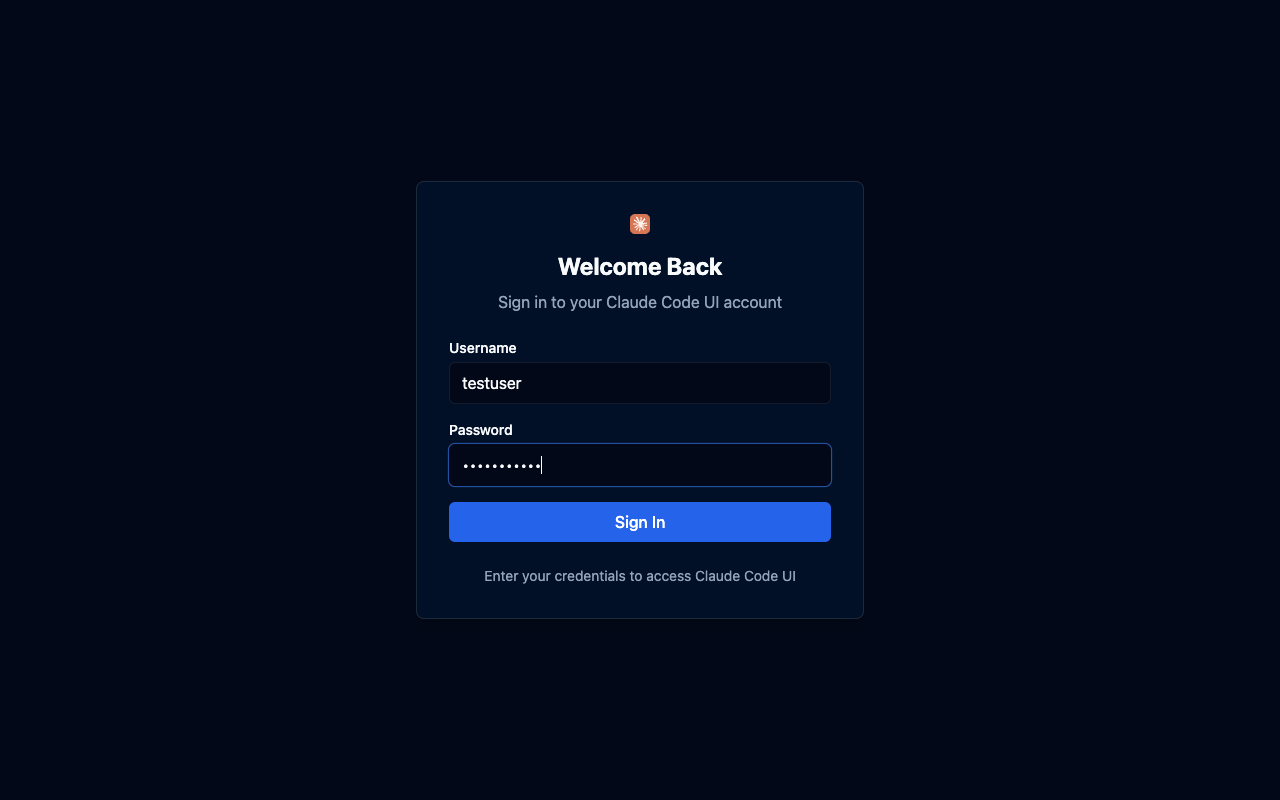 Welcome Back
Sign in to your Claude Code UI account
Username
testuser
Password
•••••••••••
Sign In
Enter your credentials to access Claude Code UI